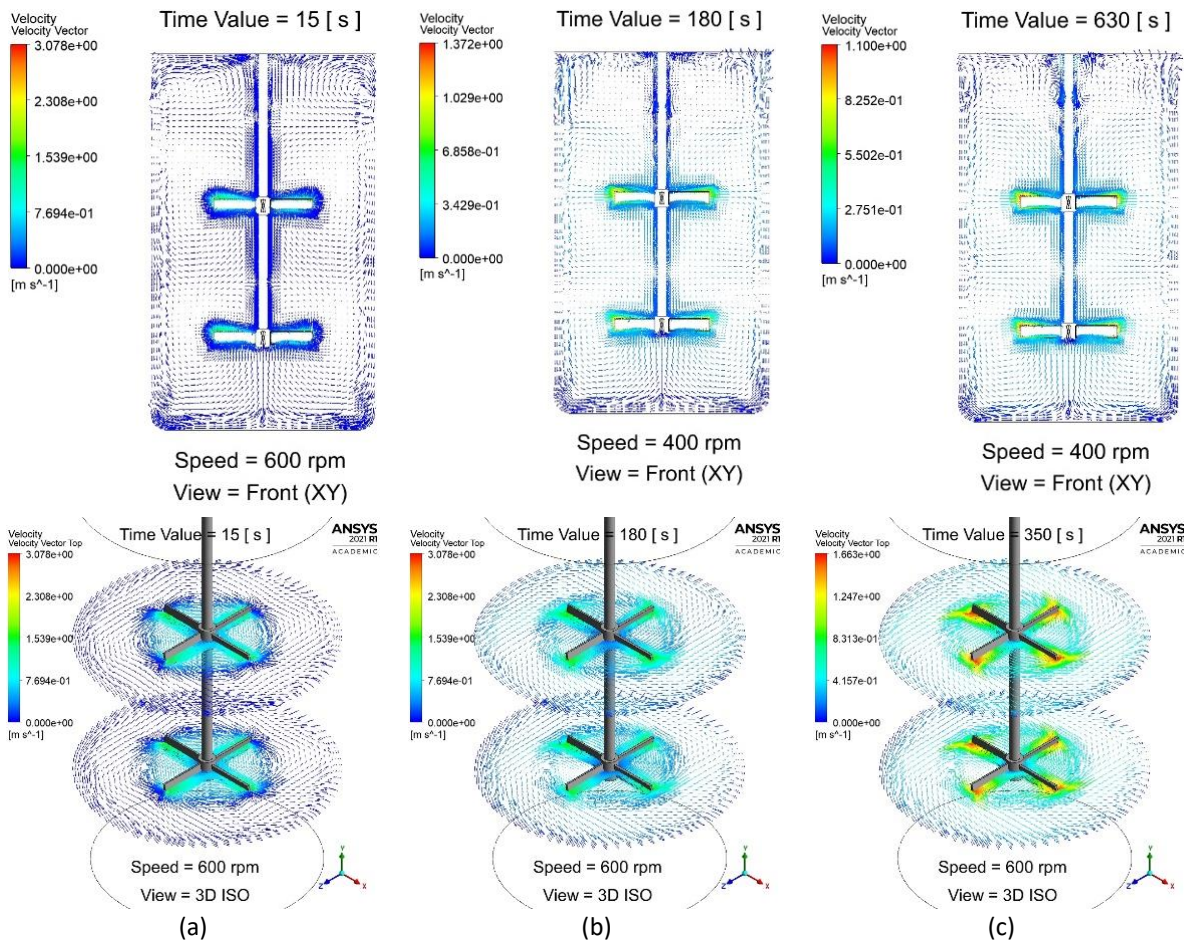 Velocity
Velocity Vector
3.078e+00
2.308e+00
1.539e+00
7.694e-01
0.000e+00
[m s^-1]
Time Value = 15 [ s ]
Speed = 600 rpm
View = Front (XY)
Velocity
Velocity Vector
1.372e+00
1.029e+00
6.858e-01
3.429e-01
0.000e+00
[m s^-1]
Time Value = 180 [ s ]
Speed = 400 rpm
View = Front (XY)
Velocity
Velocity Vector
1.100e+00
8.252e-01
5.502e-01
2.751e-01
0.000e+00
[m s^-1]
Time Value = 630 [ s ]
Speed = 400 rpm
View = Front (XY)
Velocity
Velocity Vector Top
3.078e+00
2.308e+00
1.539e+00
7.694e-01
0.000e+00
[m s^-1]
Time Value = 15 [ s ]
ANSYS
2021 R1
ACADEMIC
Speed = 600 rpm
View = 3D ISO
Y
Z
X
(a)
Velocity
Velocity Vector Top
3.078e+00
2.308e+00
1.539e+00
7.694e-01
0.000e+00
[m s^-1]
Time Value = 180 [ s ]
ANSYS
2021 R1
ACADEMIC
Speed = 600 rpm
View = 3D ISO
Y
Z
X
(b)
Velocity
Velocity Vector Top
1.663e+00
1.247e+00
8.313e-01
4.157e-01
0.000e+00
[m s^-1]
Time Value = 350 [ s ]
ANSYS
2021 R1
ACADEMIC
Speed = 600 rpm
View = 3D ISO
Y
Z
X
(c)